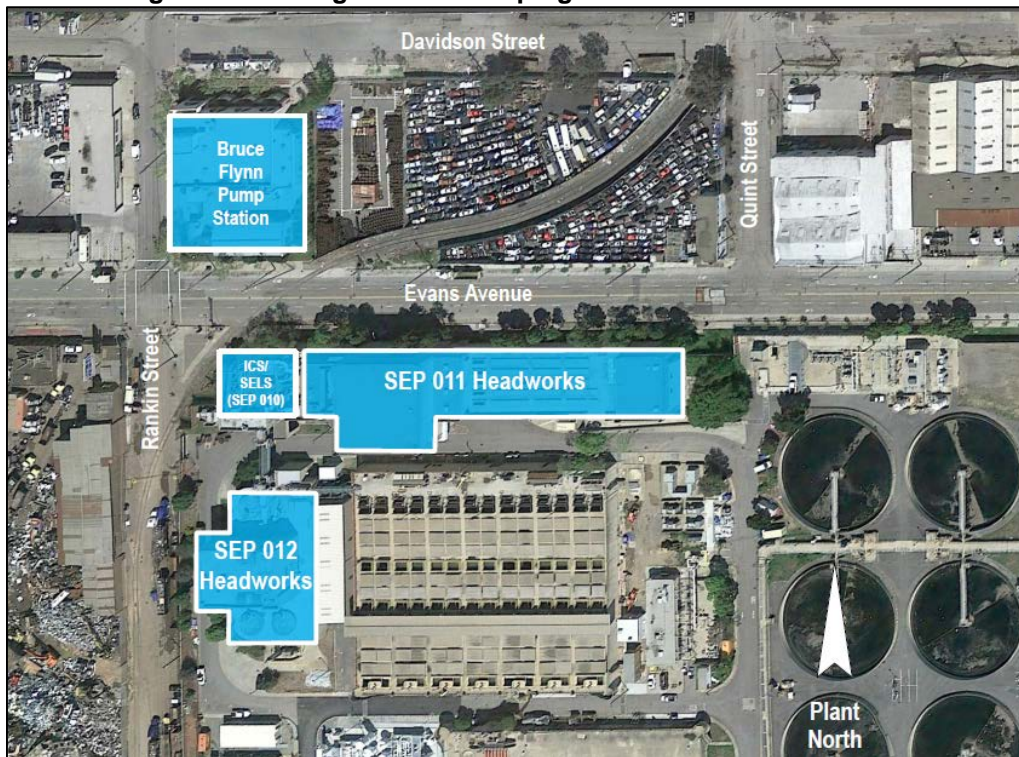 Davidson Street
Bruce
Flynn
Pump
Station
Quint Street
Evans Avenue
Rankin Street
ICS/
SELS
(SEP 010)
SEP 011 Headworks
SEP 012
Headworks
Plant
North